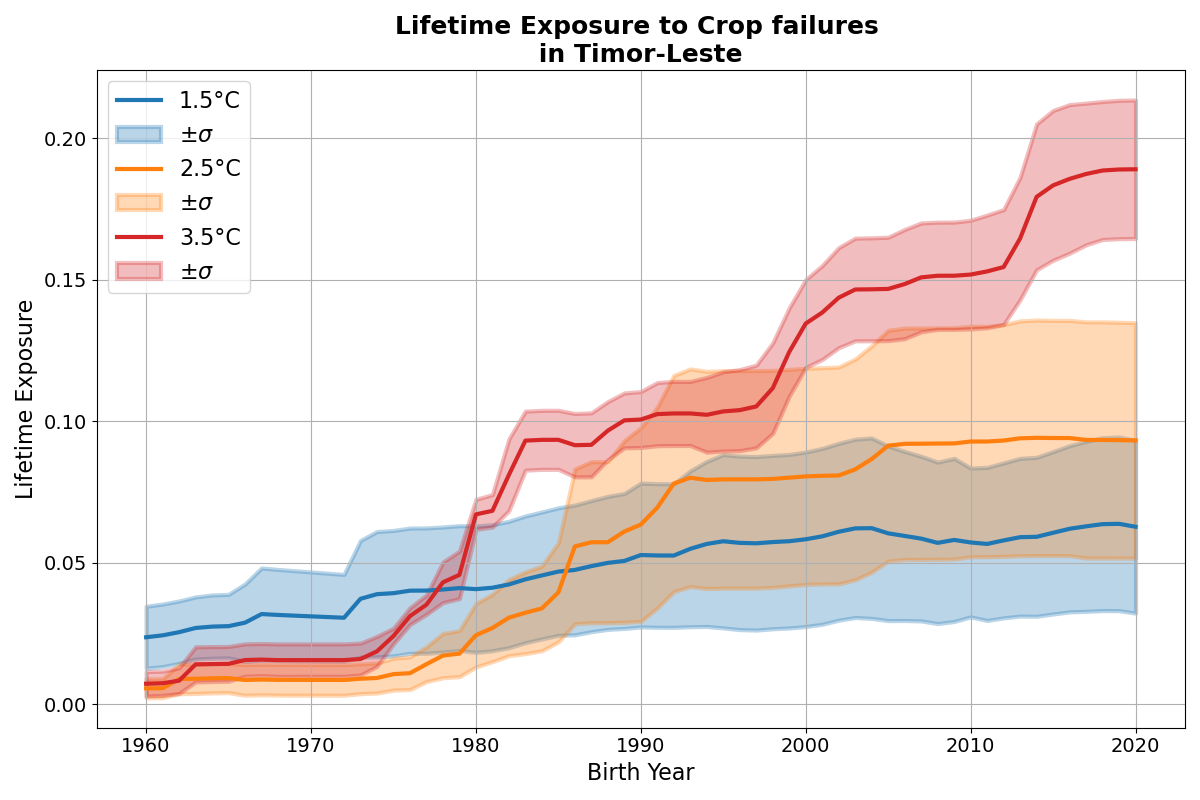 Lifetime Exposure to Crop failures
in Timor-Leste
1.5°C
±σ
2.5°C
±σ
3.5°C
±σ
Lifetime Exposure
0.20
0.15
0.10
0.05
0.00
1960 1970 1980 1990 2000 2010 2020
Birth Year